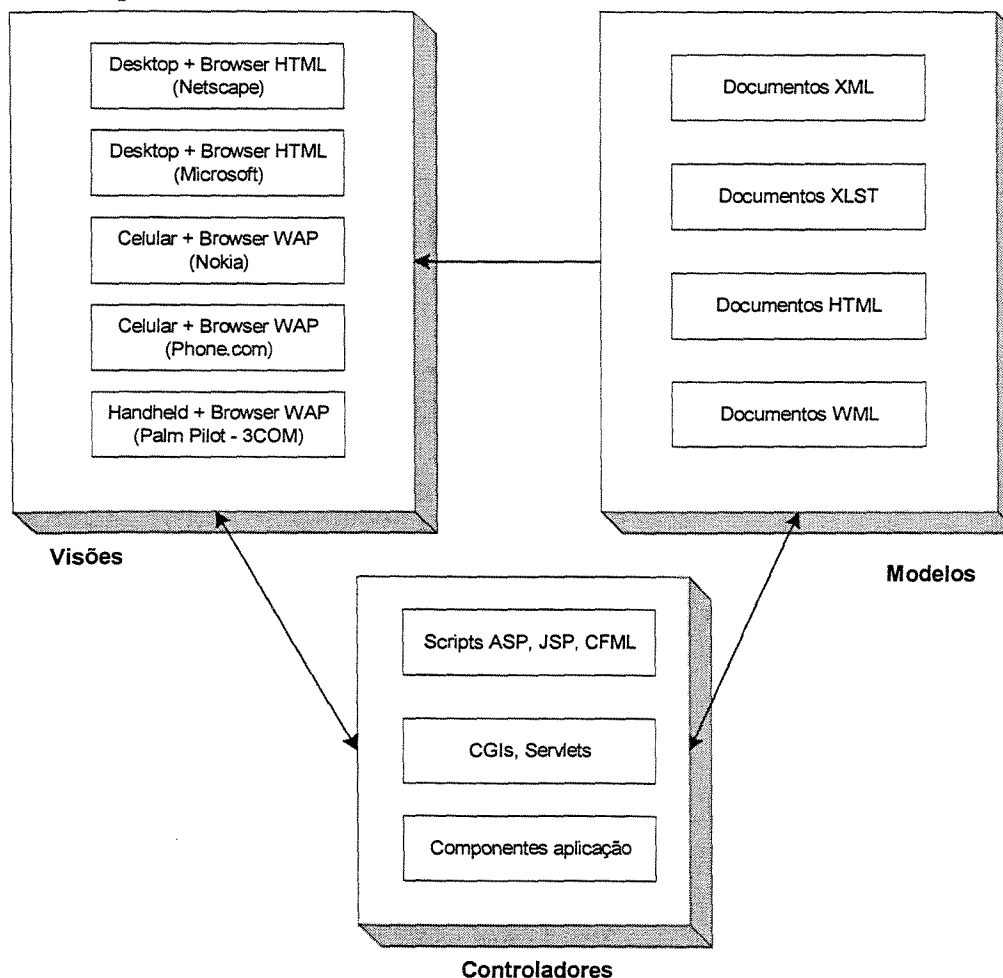 Desktop + Browser HTML
(Netscape)
Desktop + Browser HTML
(Microsoft)
Celular + Browser WAP
(Nokia)
Celular + Browser WAP
(Phone.com)
Handheld + Browser WAP
(Palm Pilot - 3COM)
Visões
Documentos XML
Documentos XLST
Documentos HTML
Documentos WML
Modelos
Scripts ASP, JSP, CFML
CGIs, Servlets
Componentes aplicação
Controladores